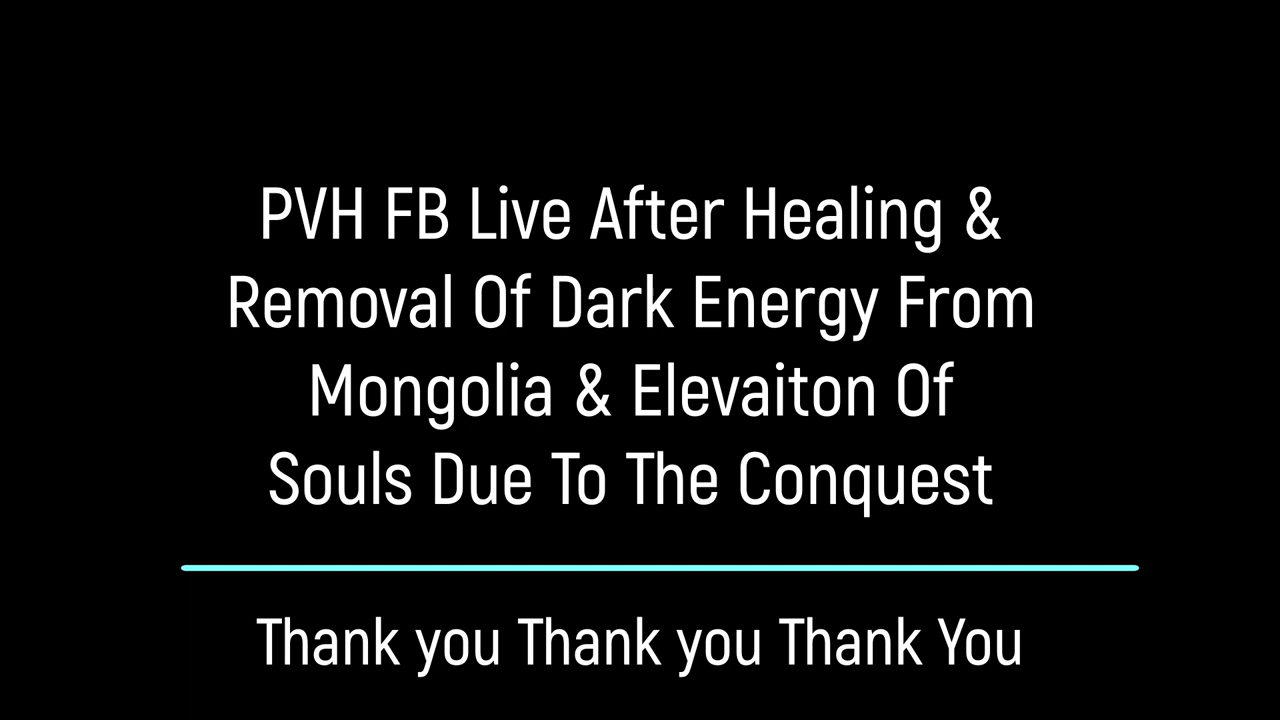 PVH FB Live After Healing &
Removal Of Dark Energy From
Mongolia & Elevaiton Of
Souls Due To The Conquest
Thank you Thank you Thank You